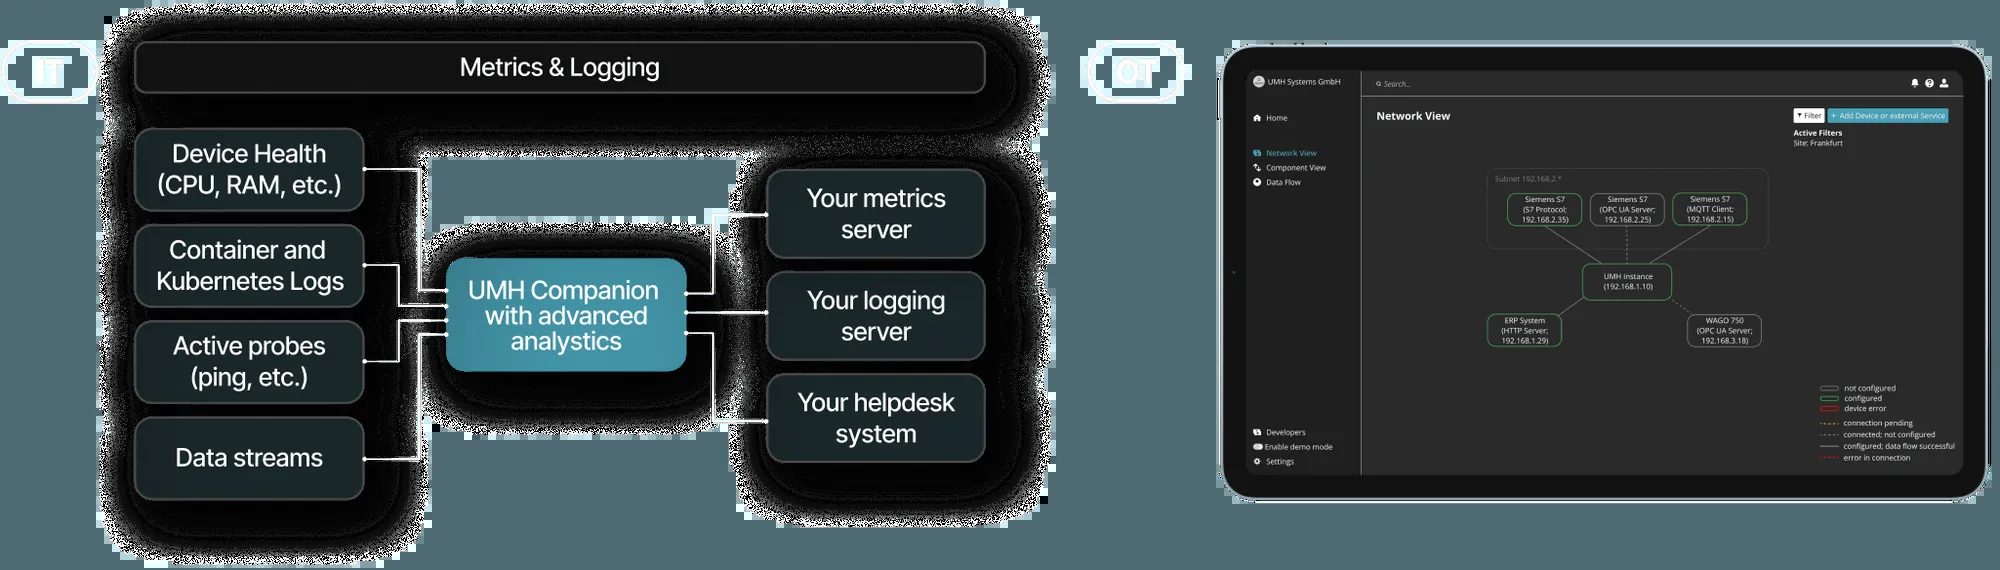 IT
Metrics & Logging
Device Health
(CPU, RAM, etc.)
Container and
Kubernetes Logs
Active probes
(ping, etc.)
Data streams
UMH Companion
with advanced
analystics
Your metrics
server
Your logging
server
Your helpdesk
system
OT
UMH Systems GmbH
Search...
Home
Network View
Component View
Data Flow
Developers
Enable demo mode
Settings
Network View
Filter
+ Add Device or external Service
Active Filters
Site: Frankfurt
Subnet 192.168.2.*
Siemens S7
(S7 Protocol;
192.168.2.35)
Siemens S7
(OPC UA Server;
192.168.2.25)
Siemens S7
(MQTT Client;
192.168.2.15)
UMH Instance
(192.168.1.10)
ERP System
(HTTP Server;
192.168.1.29)
WAGO 750
(OPC UA Server;
192.168.3.18)
not configured
configured
device error
connection pending
connected; not configured
configured; data flow successful
error in connection